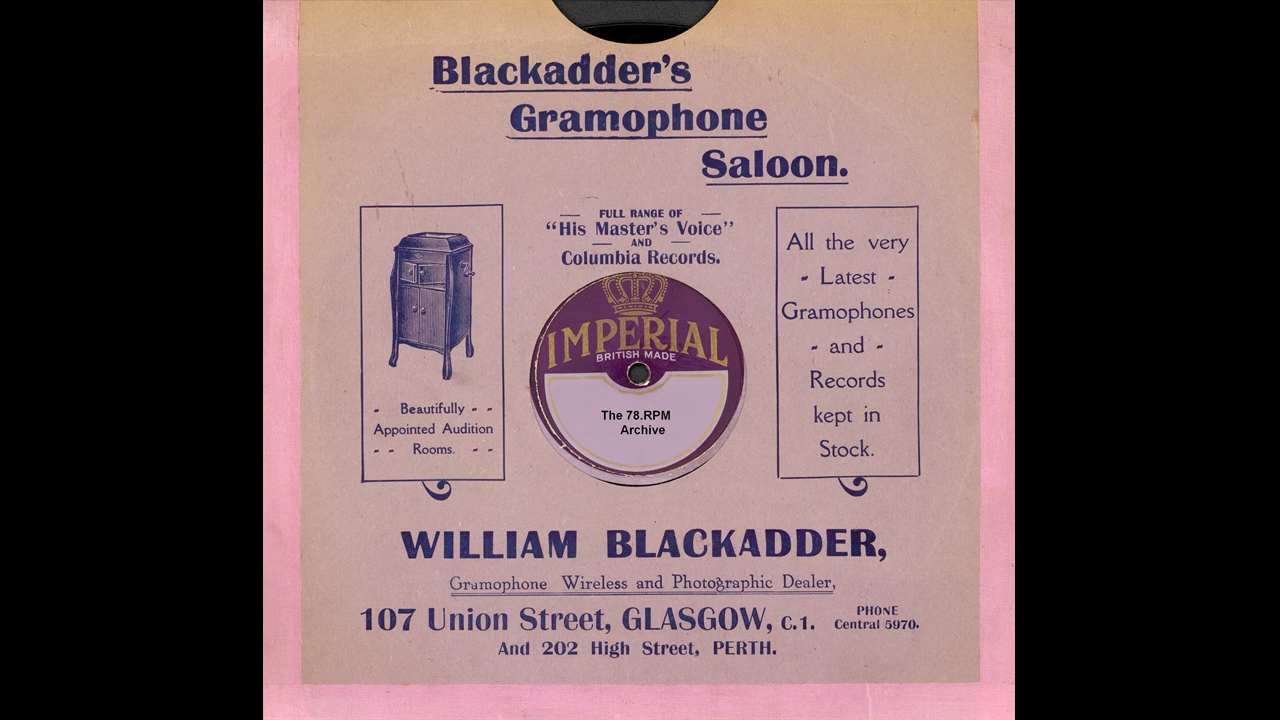 Blackadder's
Gramophone
Saloon.
FULL RANGE OF
"His Master's Voice"
AND
Columbia Records.
- Beautifully - -
Appointed Audition
- - Rooms. - -
IMPERIAL
BRITISH MADE
The 78.RPM
Archive
All the very
- Latest -
Gramophones
- and -
Records
kept in
Stock.
WILLIAM BLACKADDER,
Gramophone Wireless and Photographic Dealer,
107 Union Street, GLASGOW, C.1.
PHONE
Central 5970.
And 202 High Street, PERTH.